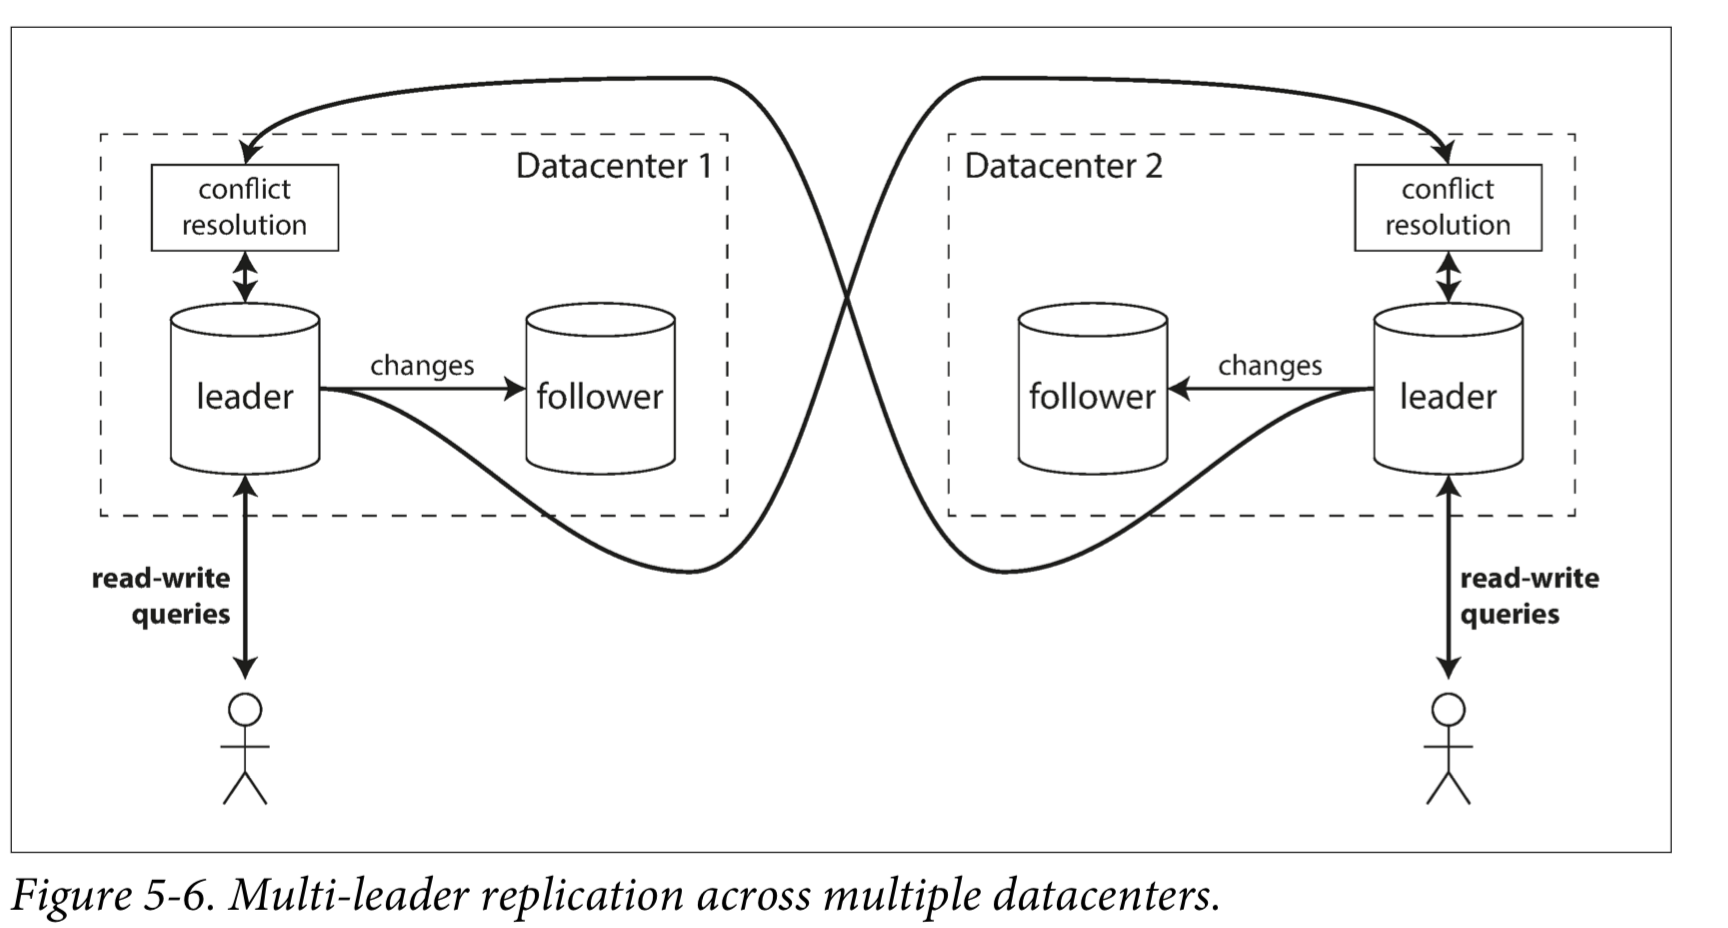 Datacenter 1
conflict
resolution
changes
leader
follower
read-write
queries
Datacenter 2
conflict
resolution
changes
follower
leader
read-write
queries
Figure 5-6. Multi-leader replication across multiple datacenters.